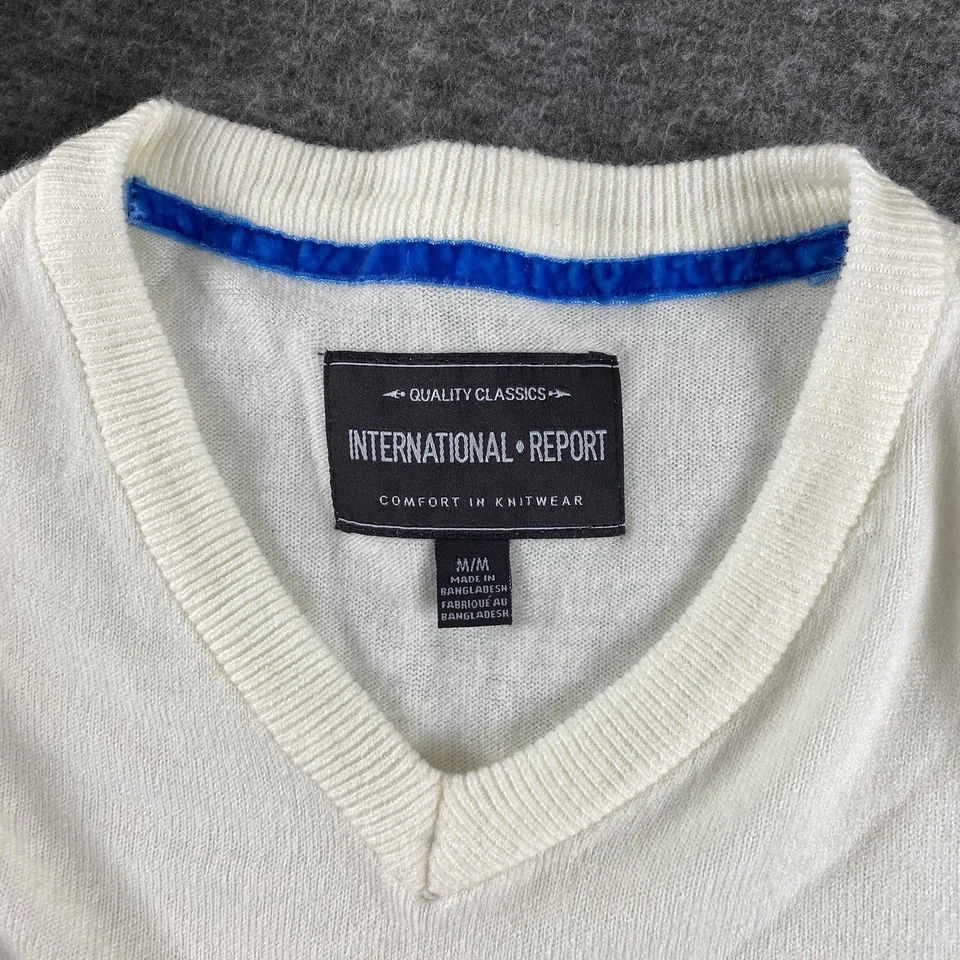 QUALITY CLASSICS
INTERNATIONAL • REPORT
COMFORT IN KNITWEAR
M/M
MADE IN
BANGLADESH
FABRIQUÉ AU
BANGLADESH